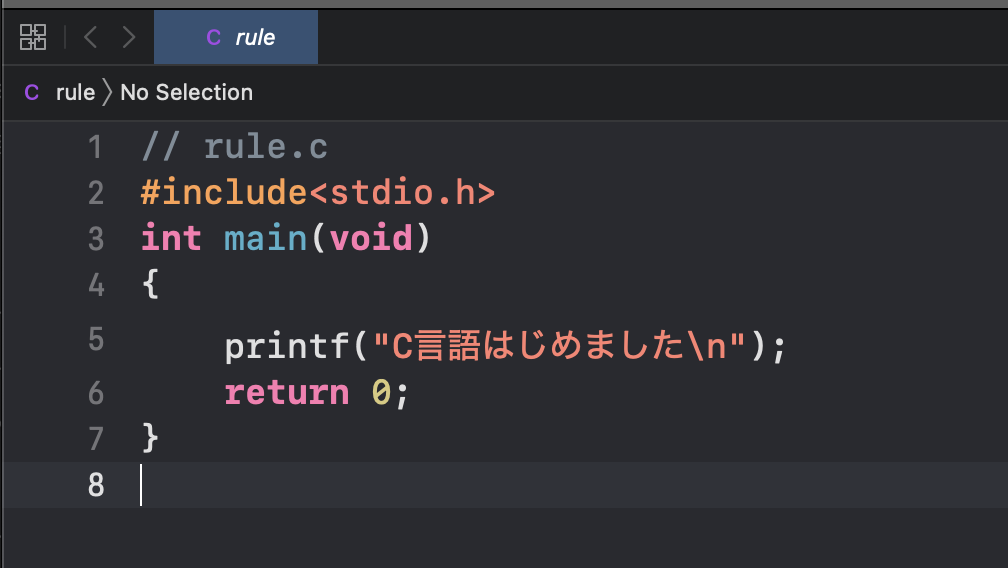 C rule
C rule 〉No Selection
1 // rule.c
2 #include<stdio.h>
3 int main(void)
4 {
5     printf("C言語はじめました\n");
6     return 0;
7 }
8